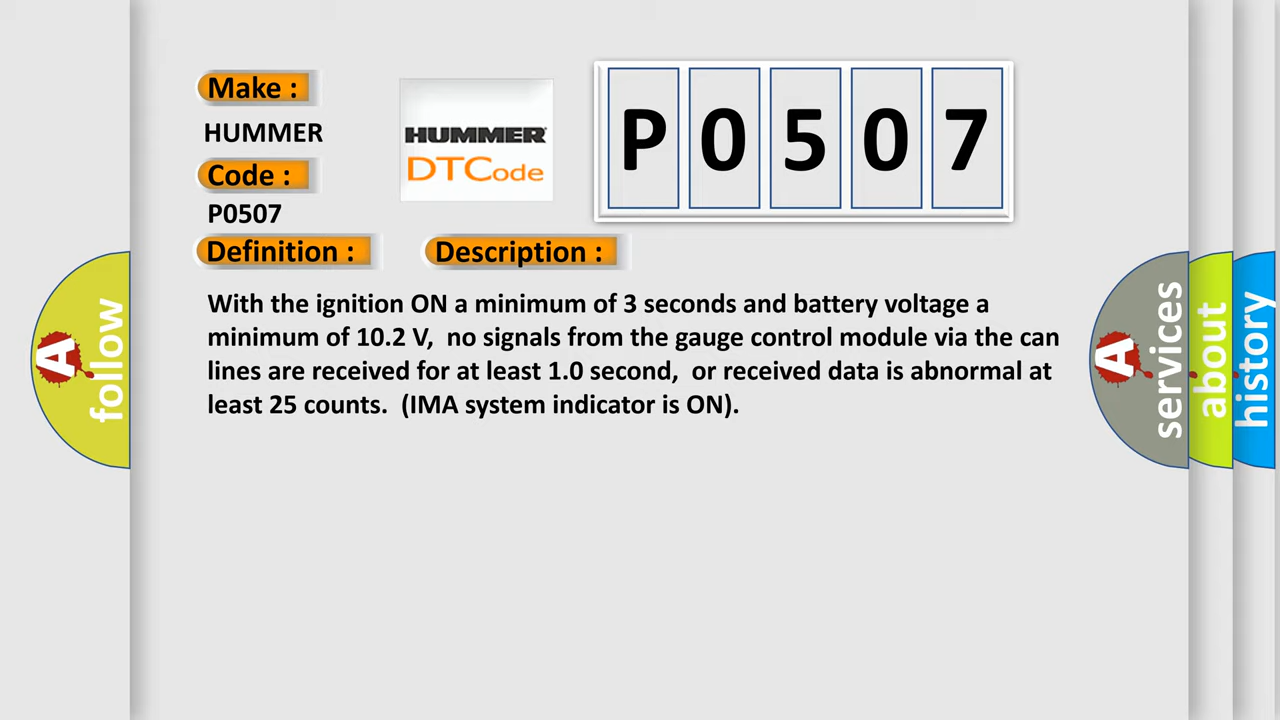 Make :
HUMMER
Code :
P0507
HUMMER
DTCode
P0507
Definition :
Description :
With the ignition ON a minimum of 3 seconds and battery voltage a
minimum of 10.2 V,  no signals from the gauge control module via the can
lines are received for at least 1.0 second,  or received data is abnormal at
least 25 counts.  (IMA system indicator is ON).
A follow
A services
about
history